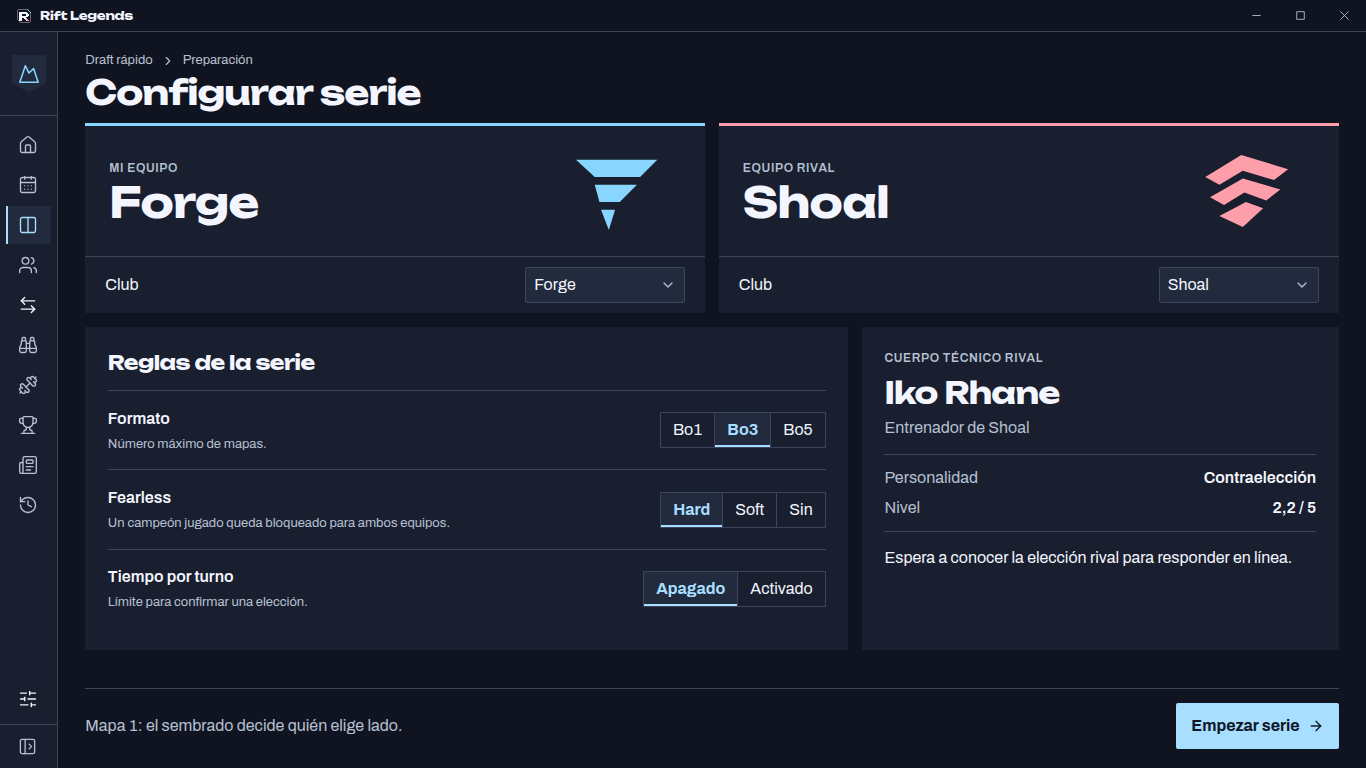 Rift Legends
Draft rápido > Preparación
Configurar serie
MI EQUIPO
Forge
Club
Forge
EQUIPO RIVAL
Shoal
Club
Shoal
Reglas de la serie
Formato
Número máximo de mapas.
Bo1 Bo3 Bo5
Fearless
Un campeón jugado queda bloqueado para ambos equipos.
Hard Soft Sin
Tiempo por turno
Límite para confirmar una elección.
Apagado Activado
CUERPO TÉCNICO RIVAL
Iko Rhane
Entrenador de Shoal
Personalidad Contraelección
Nivel 2,2 / 5
Espera a conocer la elección rival para responder en línea.
Mapa 1: el sembrado decide quién elige lado.
Empezar serie